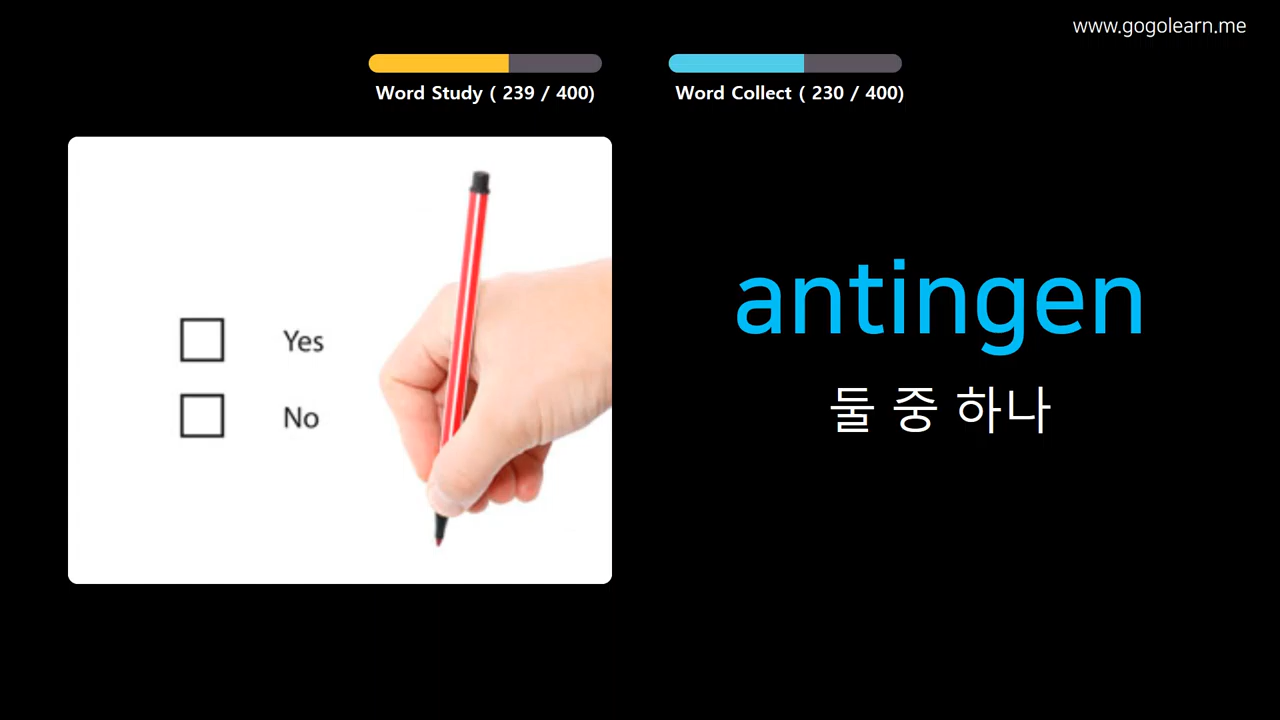 www.gogolearn.me
Word Study ( 239 / 400)
Word Collect ( 230 / 400)
Yes
No
antingen
둘 중 하나